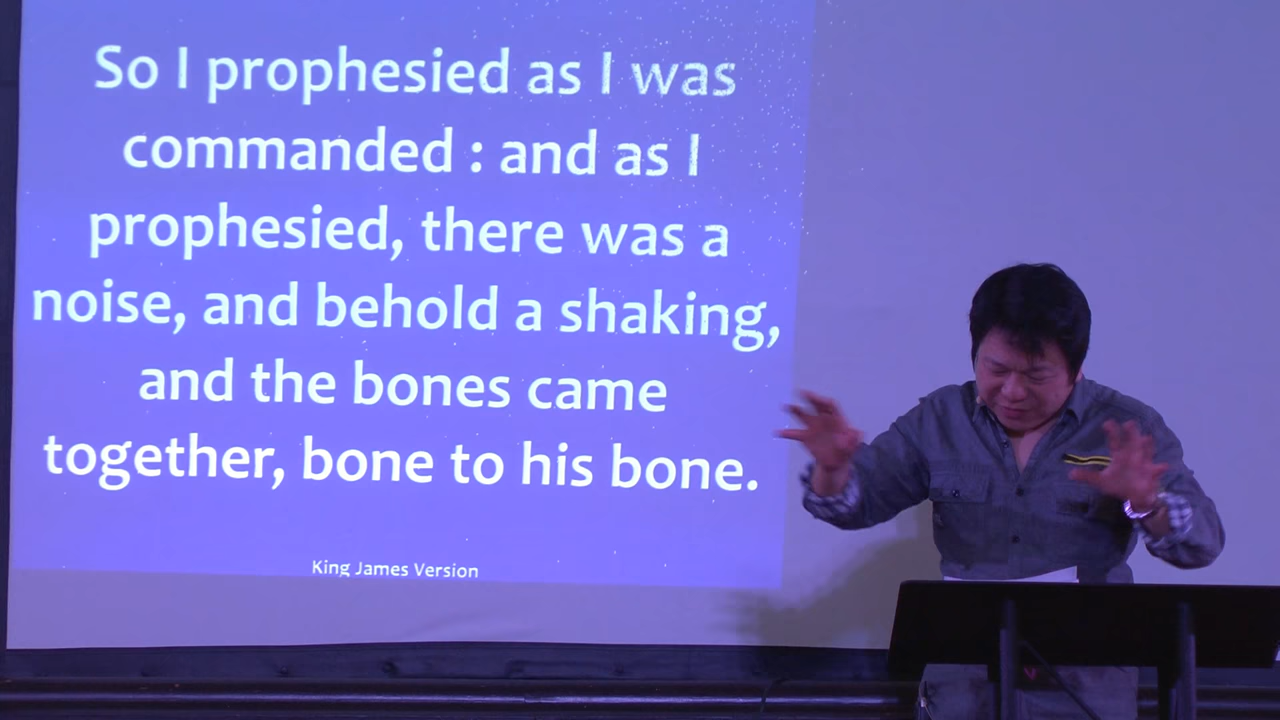 So I prophesied as I was
commanded : and as I
prophesied, there was a
noise, and behold a shaking,
and the bones came
together, bone to his bone.
King James Version